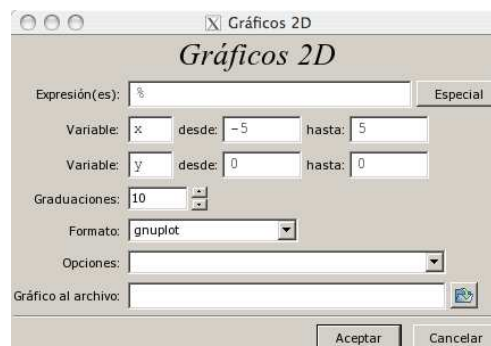 Gráficos 2D
Gráficos 2D
Expresión(es): % Especial
Variable: x desde: -5 hasta: 5
Variable: y desde: 0 hasta: 0
Graduaciones: 10
Formato: gnuplot
Opciones:
Gráfico al archivo:
Aceptar Cancelar